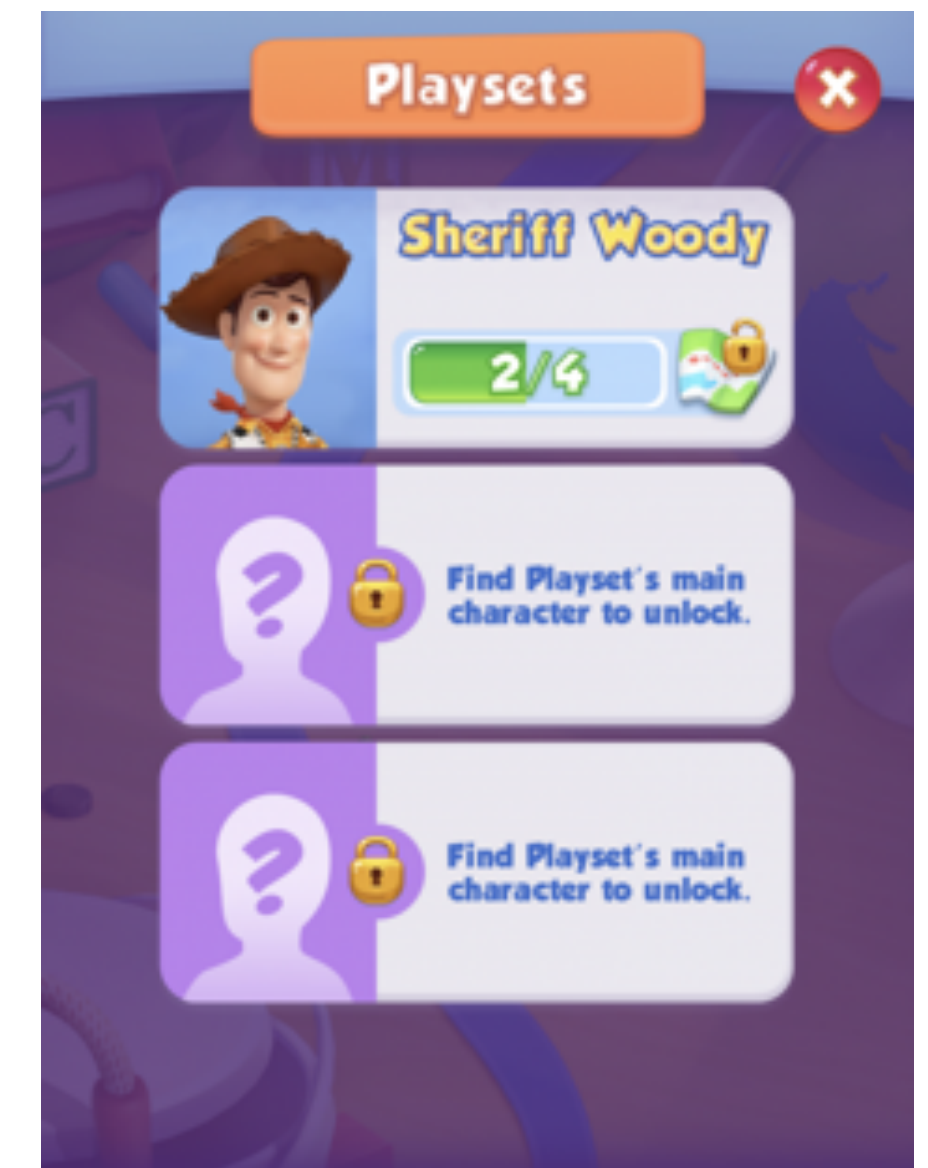 Playsets
Sheriff Woody
2/4
Find Playset's main
character to unlock.
Find Playset's main
character to unlock.